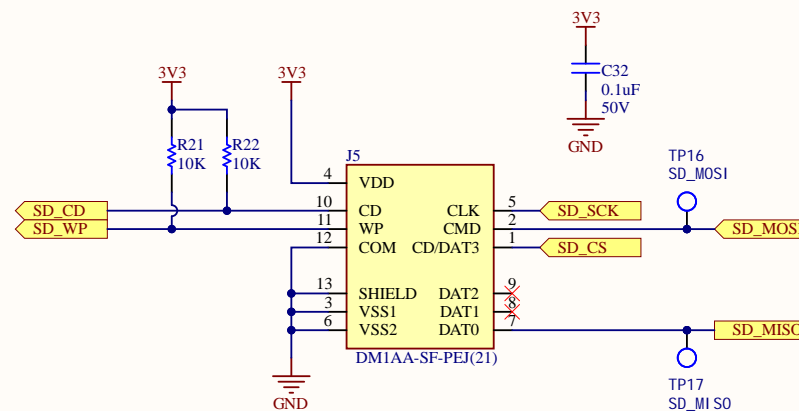 3V3
C32
0.1uF
50V
GND
3V3
3V3
R21
10K
R22
10K
J5
TP16
SD_MOSI
4
VDD
SD_CD
10
CD
CLK
5
SD_SCK
SD_WP
11
WP
CMD
2
SD_MOSI
12
COM
CD/DAT3
1
SD_CS
13
SHIELD
DAT2
9
3
VSS1
DAT1
8
6
VSS2
DAT0
7
SD_MISO
DM1AA-SF-PEJ(21)
TP17
SD_MISO
GND